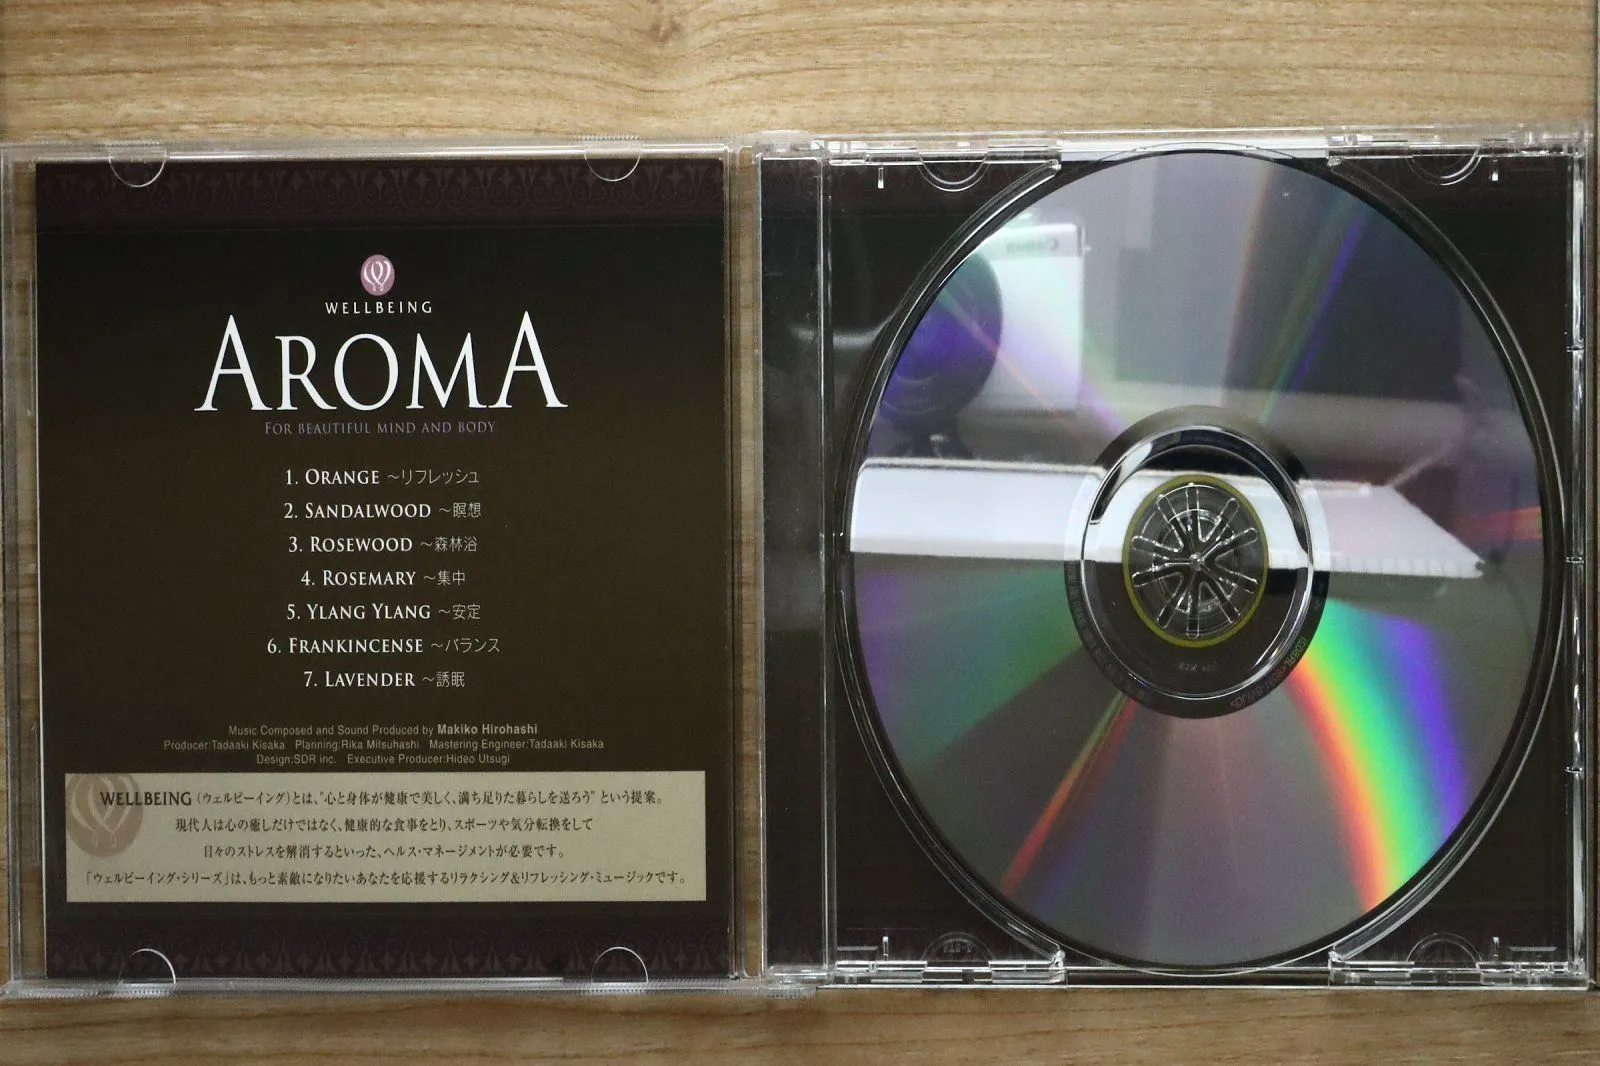 WELLBEING
AROMA
FOR BEAUTIFUL MIND AND BODY
1. ORANGE ～リフレッシュ
2. SANDALWOOD ～瞑想
3. ROSEWOOD ～森林浴
4. ROSEMARY ～集中
5. YLANG YLANG ～安定
6. FRANKINCENSE ～バランス
7. LAVENDER ～誘眠
Music Composed and Sound Produced by Makiko Hirohashi
Producer:Tadaaki Kisaka Planning:Rika Mitsuhashi Mastering Engineer:Tadaaki Kisaka
Design:SDR inc. Executive Producer:Hideo Utsugi
WELLBEING (ウェルビーイング)とは、"心と身体が健康で美しく、満ち足りた暮らしを送ろう" という提案。
現代人は心の癒しだけではなく、健康的な食事をとり、スポーツや気分転換をして
日々のストレスを解消するといった、ヘルス・マネージメントが必要です。
「ウェルビーイング・シリーズ」は、もっと素敵になりたいあなたを応援するリラクシング&リフレッシング・ミュージックです。
Canon